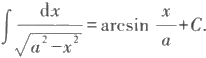 ∫ dx/√(a²−x²) = arcsin x/a + C.